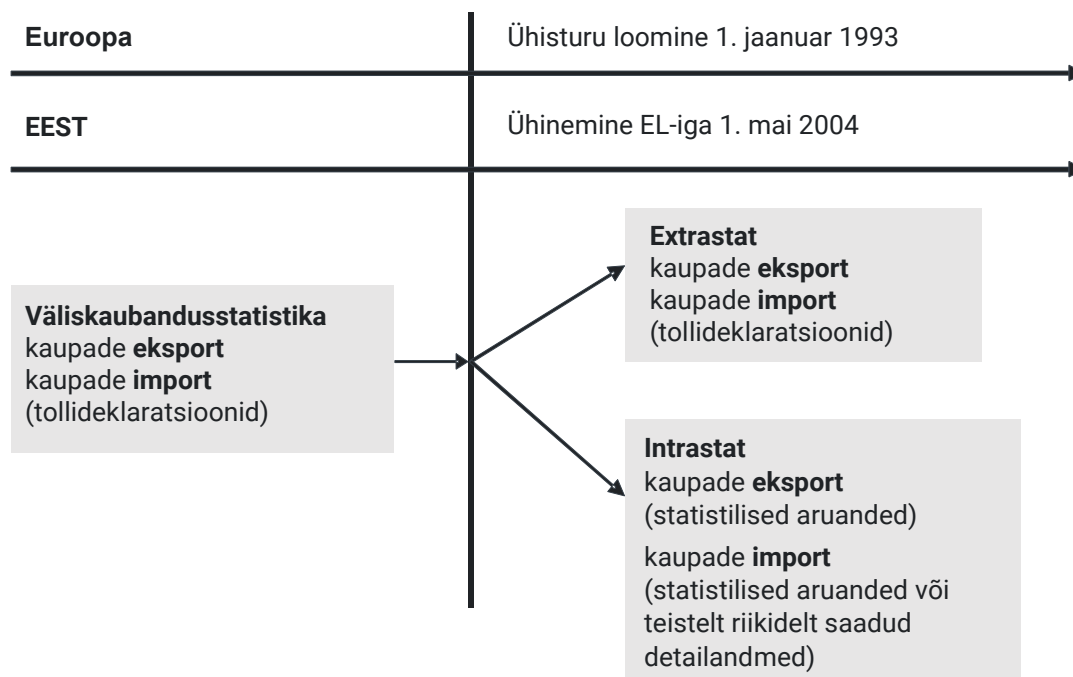 Euroopa
Ühisturu loomine 1. jaanuar 1993
EEST
Ühinemine EL-iga 1. mai 2004
Väliskaubandusstatistika
kaupade eksport
kaupade import
(tollideklaratsioonid)
Extrastat
kaupade eksport
kaupade import
(tollideklaratsioonid)
Intrastat
kaupade eksport
(statistilised aruanded)
kaupade import
(statistilised aruanded või
teistelt riikidelt saadud
detailandmed)